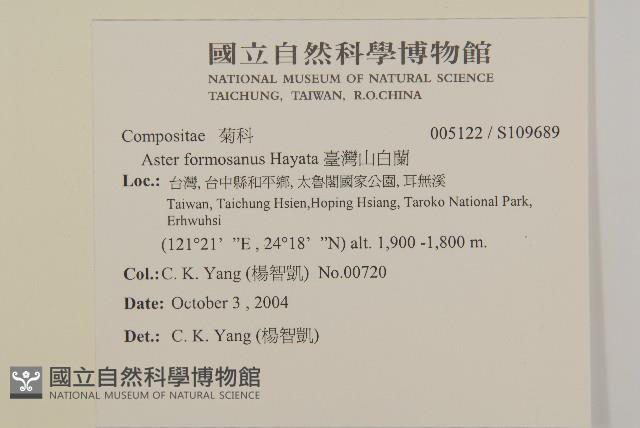 國立自然科學博物館
NATIONAL MUSEUM OF NATURAL SCIENCE
TAICHUNG, TAIWAN, R.O.CHINA
Compositae 菊科 005122 / S109689
Aster formosanus Hayata 臺灣山白蘭
Loc.: 台灣, 台中縣和平鄉, 太魯閣國家公園, 耳無溪
Taiwan, Taichung Hsien,Hoping Hsiang, Taroko National Park,
Erhwuhsi
(121°21’ ”E , 24°18’ ”N) alt. 1,900 -1,800 m.
Col.: C. K. Yang (楊智凱) No.00720
Date: October 3 , 2004
Det.: C. K. Yang (楊智凱)
國立自然科學博物館
NATIONAL MUSEUM OF NATURAL SCIENCE